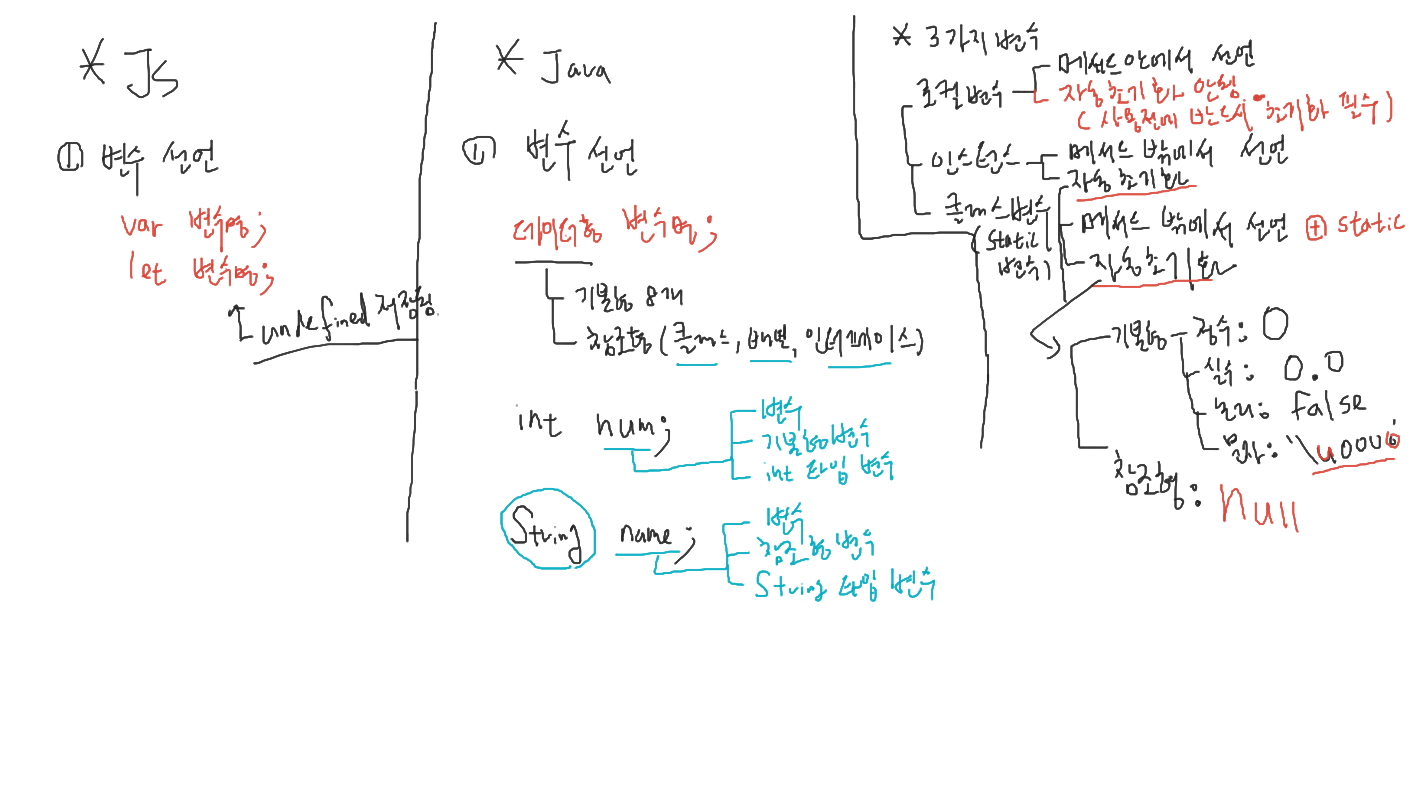 * JS
① 변수 선언
var 변수명;
let 변수명;
undefined 저장됨.
* Java
① 변수 선언
데이터형 변수명;
기본형 8개
참조형 (클래스, 배열, 인터페이스)
int num;
변수
기본형변수
int 타입 변수
String name;
변수
참조형 변수
String 타입 변수
* 3가지 변수
로컬변수
메서드안에서 선언
자동초기화 안됨
(사용전에 반드시 초기화 필수)
인스턴스
메서드 밖에서 선언
자동초기화
클래스변수
(static
변수)
메서드 밖에서 선언 ⊕ static
자동초기화
기본형
정수: 0
실수: 0.0
논리: false
문자: '\u0000'
참조형: null